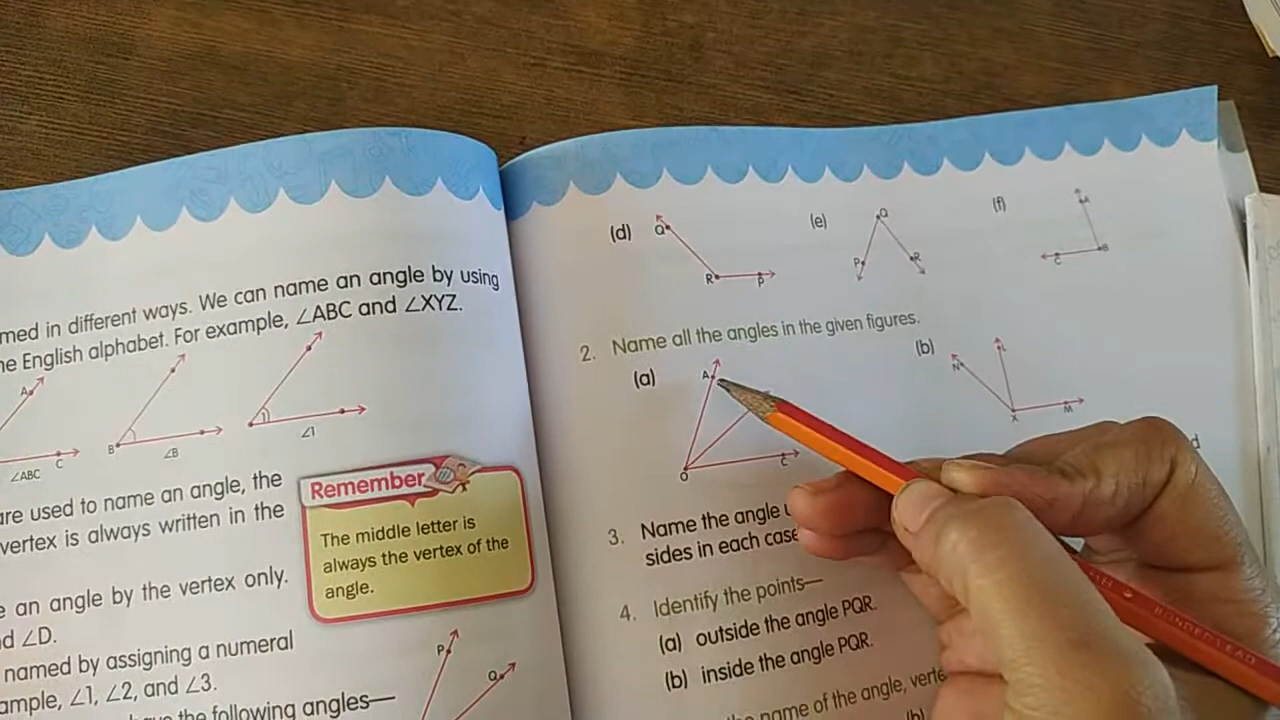 med in different ways. We can name an angle by using
e English alphabet. For example, ∠ABC and ∠XYZ.
A
C
∠ABC
B
∠B
1
∠1
are used to name an angle, the
vertex is always written in the
Remember
The middle letter is
always the vertex of the
angle.
e an angle by the vertex only.
d ∠D.
named by assigning a numeral
ample, ∠1, ∠2, and ∠3.
the following angles—
P
Q
(d)
Q
R
P
(e)
Q
P
R
(f)
A
B
C
2. Name all the angles in the given figures.
(a)
A
O
C
(b)
N
L
X
M
d
3. Name the angle
sides in each case
4. Identify the points—
(a) outside the angle PQR.
(b) inside the angle PQR.
name of the angle, verte
(b)
BONDED LEAD